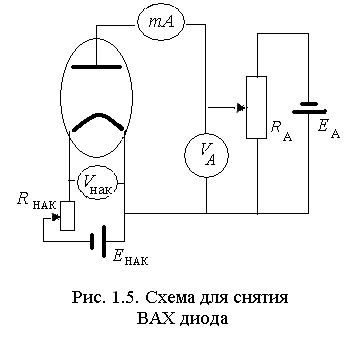 mA
V A
R A
E A
V нак
R НАК
E НАК
Рис. 1.5. Схема для снятия
ВАХ диода